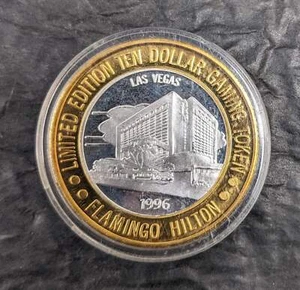 LIMITED EDITION TEN DOLLAR GAMING TOKEN
LAS VEGAS
1996
FLAMINGO HILTON